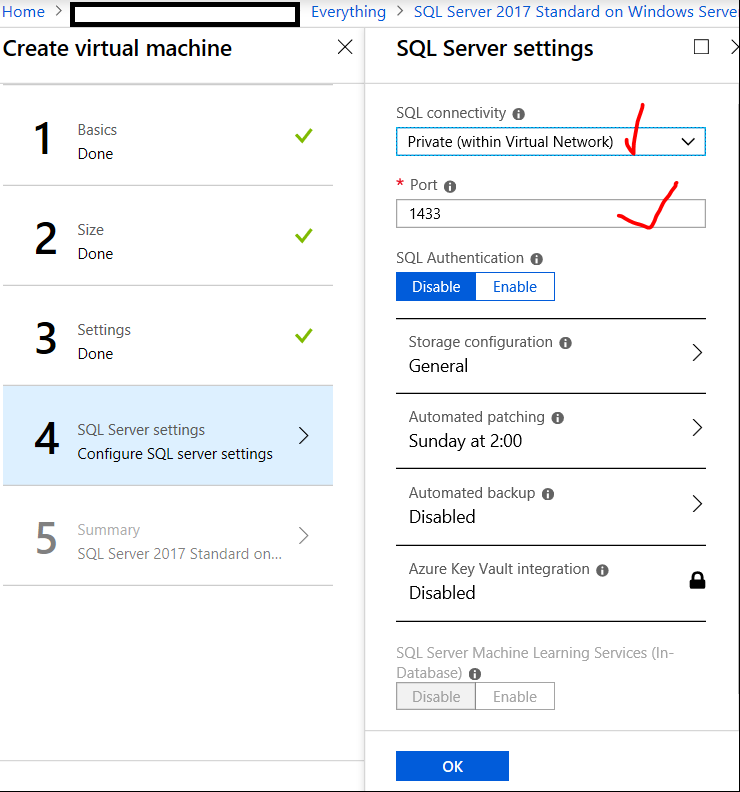 Home > Everything > SQL Server 2017 Standard on Windows Server
Create virtual machine
1
Basics
Done
2
Size
Done
3
Settings
Done
4
SQL Server settings
Configure SQL server settings
5
Summary
SQL Server 2017 Standard on...
SQL Server settings
SQL connectivity
Private (within Virtual Network)
* Port
1433
SQL Authentication
Disable Enable
Storage configuration
General
Automated patching
Sunday at 2:00
Automated backup
Disabled
Azure Key Vault integration
Disabled
SQL Server Machine Learning Services (In-
Database)
Disable Enable
OK